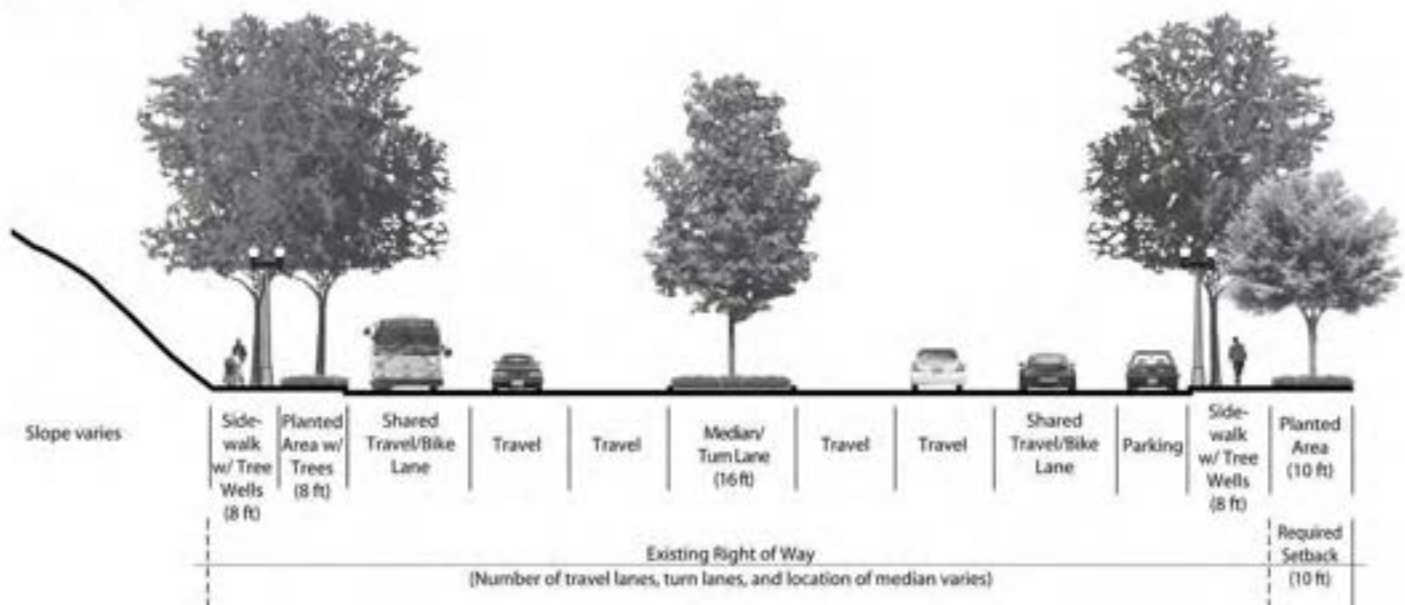 Slope varies
Side-
walk
w/ Tree
Wells
(8 ft)
Planted
Area w/
Trees
(8 ft)
Shared
Travel/Bike
Lane
Travel
Travel
Median/
Turn Lane
(16 ft)
Travel
Travel
Shared
Travel/Bike
Lane
Parking
Side-
walk
w/ Tree
Wells
(8 ft)
Planted
Area
(10 ft)
Existing Right of Way
(Number of travel lanes, turn lanes, and location of median varies)
Required
Setback
(10 ft)